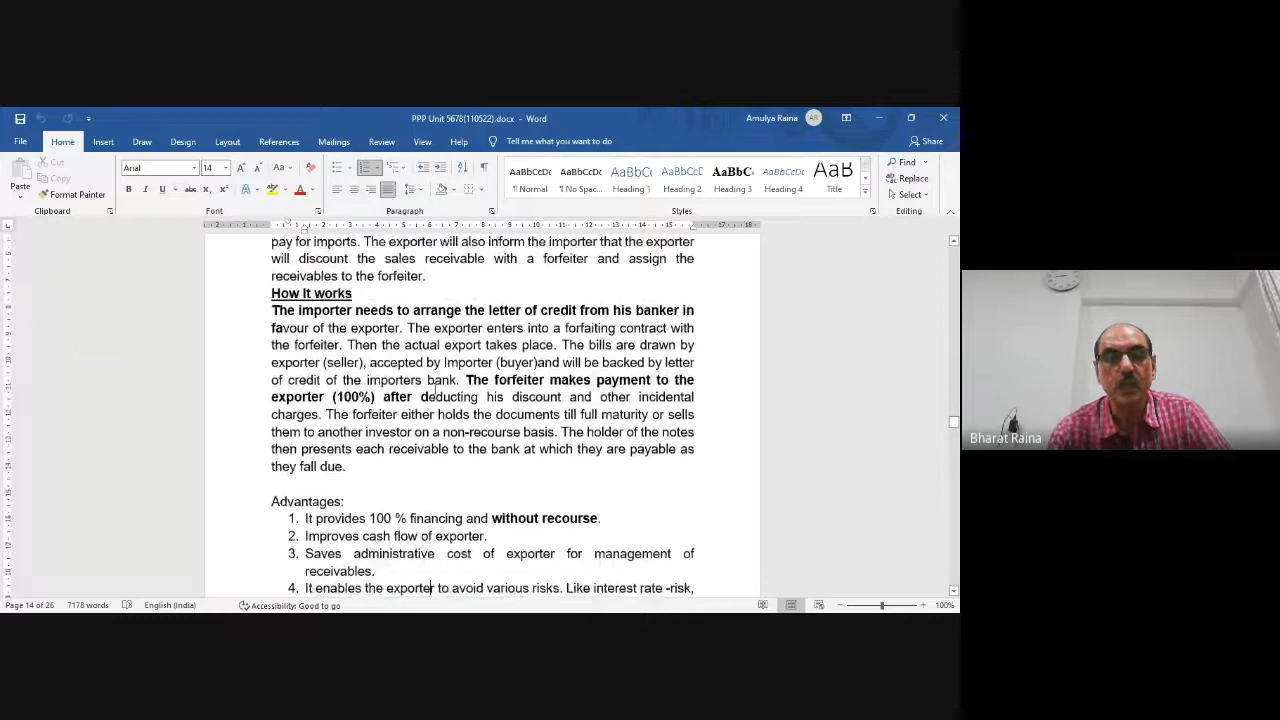 PPP Unit 5678(110522).docx - Word
Amulya Raina
AR
File Home Insert Draw Design Layout References Mailings Review View Help Tell me what you want to do
Cut
Copy
Format Painter
Paste
Clipboard
Arial
14
Font
Paragraph
AaBbCcDc AaBbCcDc AaBbC( AaBbCcD AaBbC. AaBbCcDc AaB
¶ Normal ¶ No Spac... Heading 1 Heading 2 Heading 3 Heading 4 Title
Styles
Find
Replace
Select
Editing
pay for imports. The exporter will also inform the importer that the exporter
will discount the sales receivable with a forfeiter and assign the
receivables to the forfeiter.
How It works
The importer needs to arrange the letter of credit from his banker in
favour of the exporter. The exporter enters into a forfaiting contract with
the forfeiter. Then the actual export takes place. The bills are drawn by
exporter (seller), accepted by Importer (buyer)and will be backed by letter
of credit of the importers bank. The forfeiter makes payment to the
exporter (100%) after deducting his discount and other incidental
charges. The forfeiter either holds the documents till full maturity or sells
them to another investor on a non-recourse basis. The holder of the notes
then presents each receivable to the bank at which they are payable as
they fall due.
Advantages:
1. It provides 100 % financing and without recourse.
2. Improves cash flow of exporter.
3. Saves administrative cost of exporter for management of
receivables.
4. It enables the exporter to avoid various risks. Like interest rate -risk,
Page 14 of 26 7178 words English (India) Accessibility: Good to go 100%
Bharat Raina